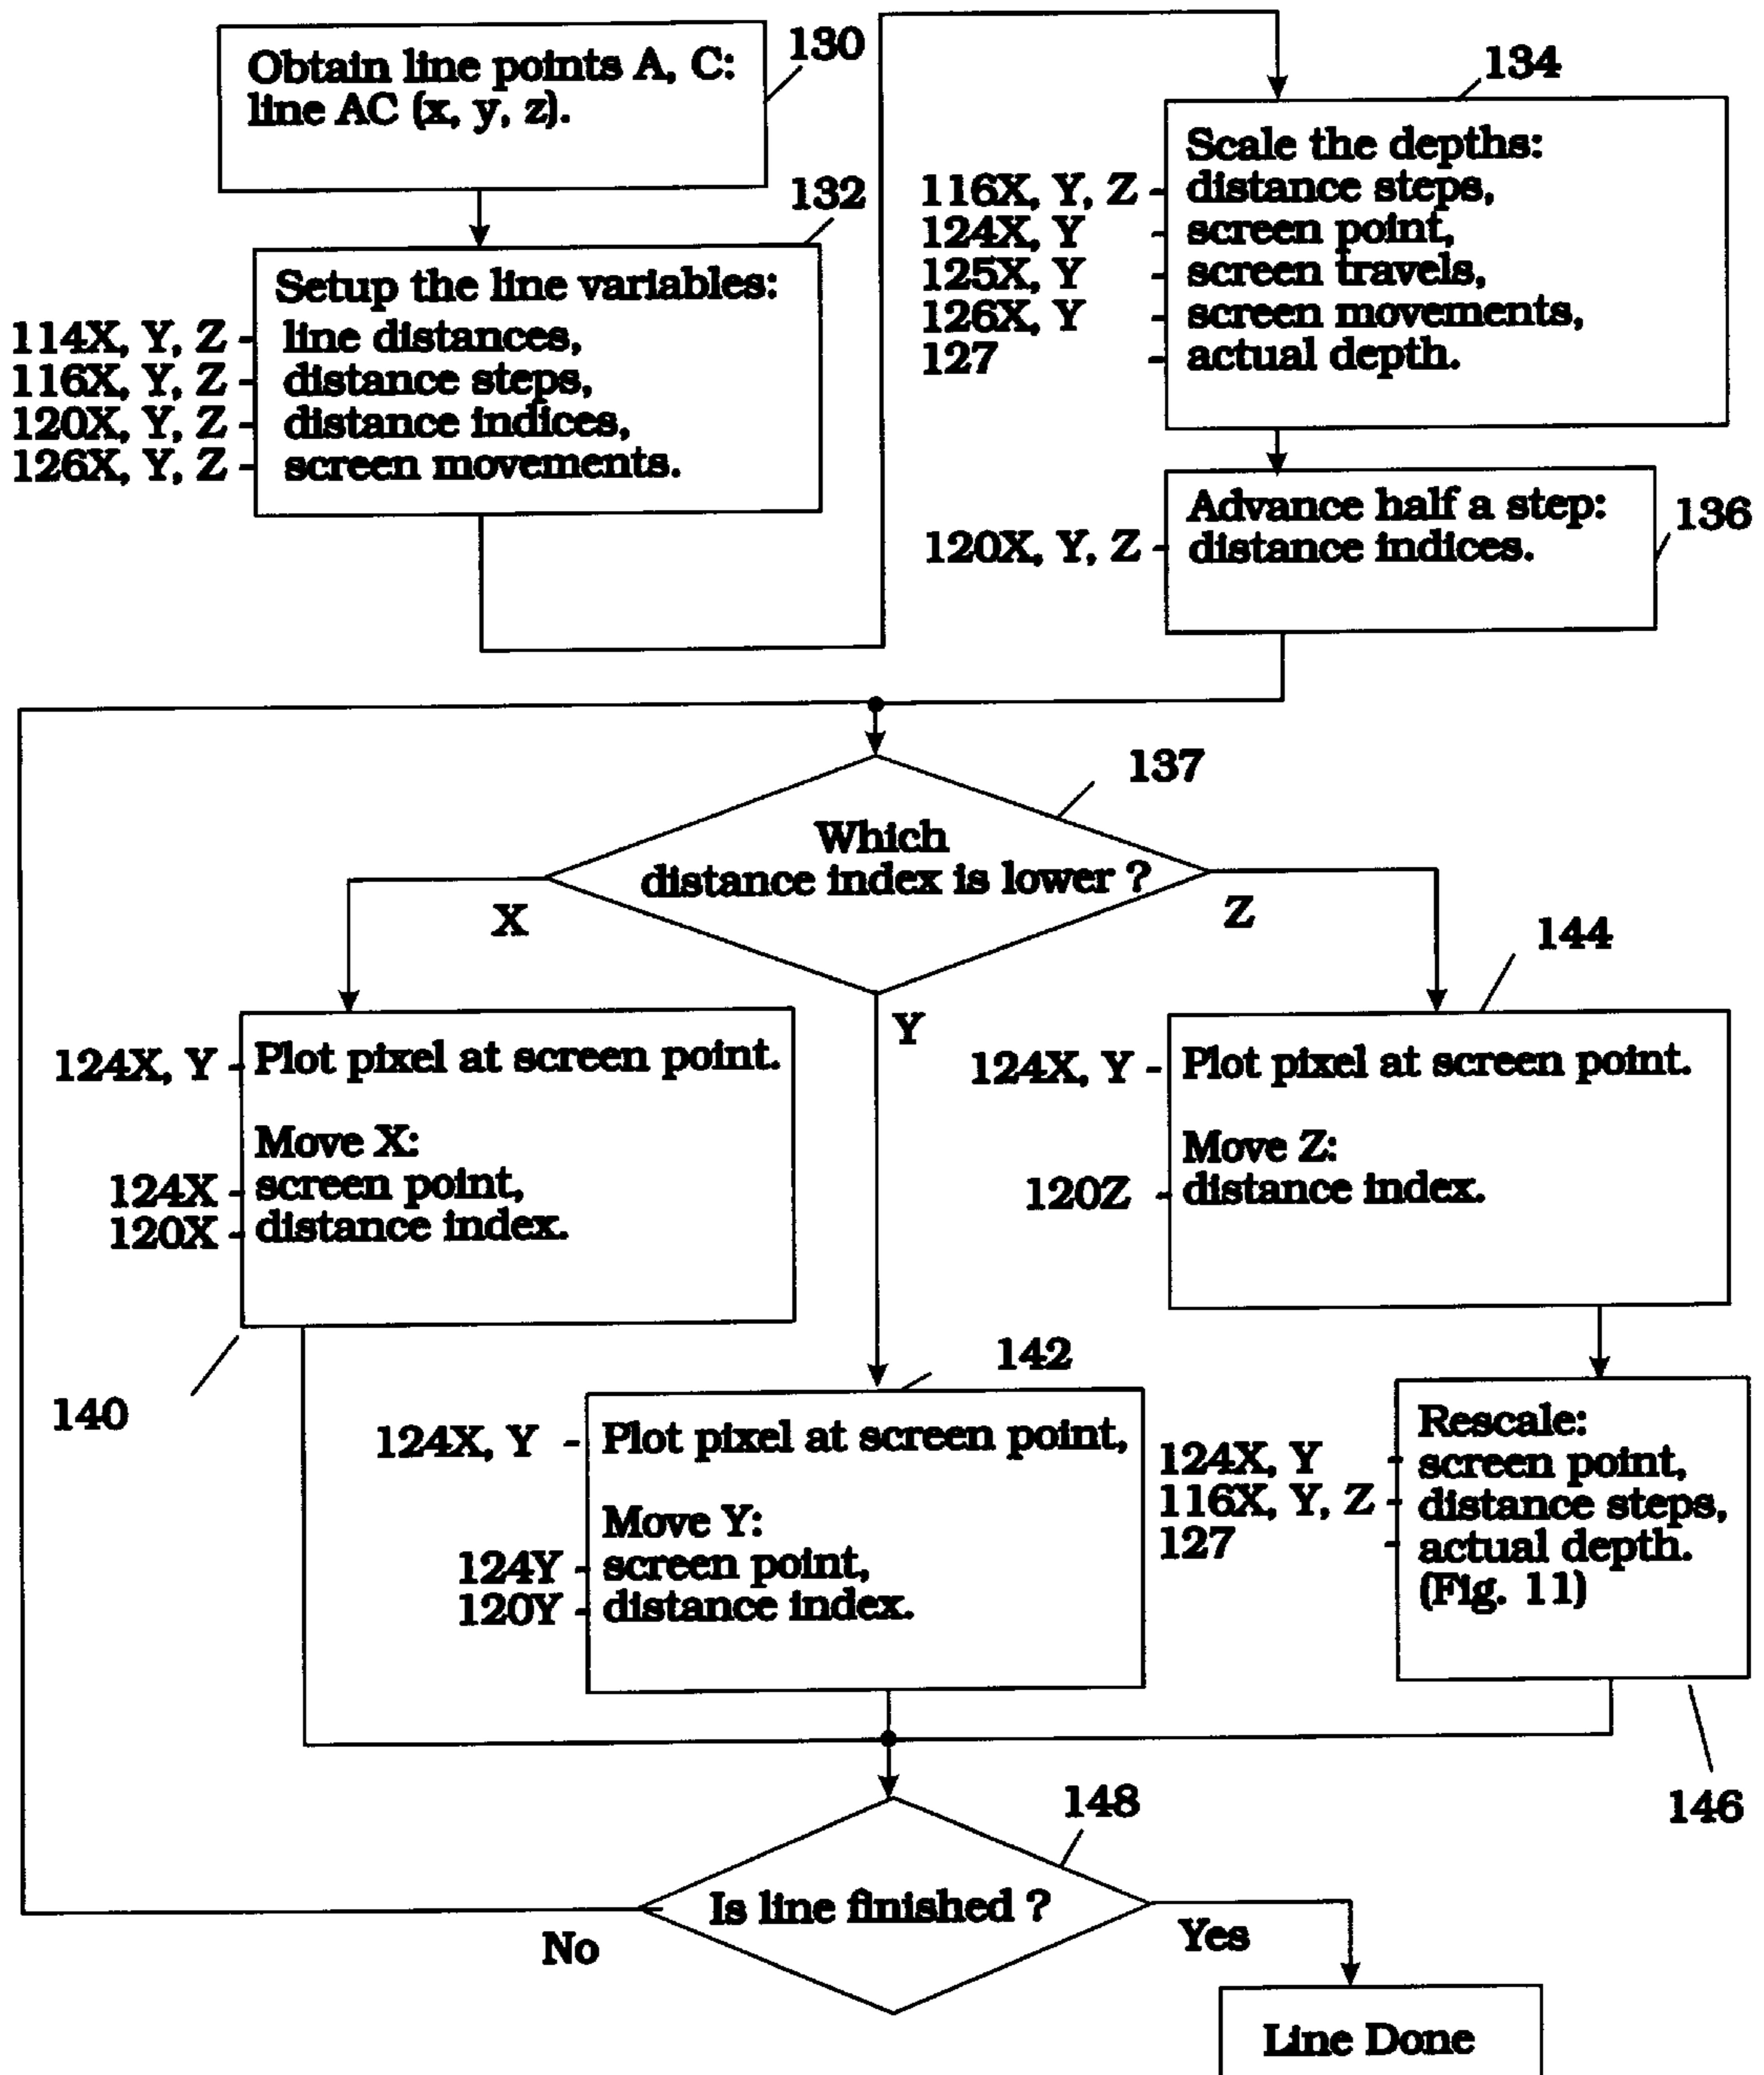 Obtain line points A, C:
line AC (x, y, z).
130
132
Setup the line variables:
114X, Y, Z - line distances,
116X, Y, Z - distance steps,
120X, Y, Z - distance indices,
126X, Y, Z - screen movements.
134
Scale the depths:
116X, Y, Z - distance steps,
124X, Y - screen point,
125X, Y - screen travels,
126X, Y - screen movements,
127 - actual depth.
Advance half a step:
120X, Y, Z - distance indices.
136
137
Which
distance index is lower ?
X
Y
Z
124X, Y - Plot pixel at screen point.
Move X:
124X - screen point,
120X - distance index.
140
144
124X, Y - Plot pixel at screen point.
Move Z:
120Z - distance index.
142
124X, Y - Plot pixel at screen point,
Move Y:
124Y - screen point,
120Y - distance index.
Rescale:
124X, Y - screen point,
116X, Y, Z - distance steps,
127 - actual depth.
(Fig. 11)
146
148
Is line finished ?
No
Yes
Line Done